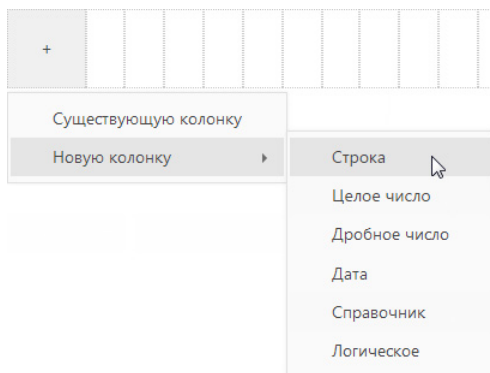 +
Существующую колонку
Новую колонку
Строка
Целое число
Дробное число
Дата
Справочник
Логическое